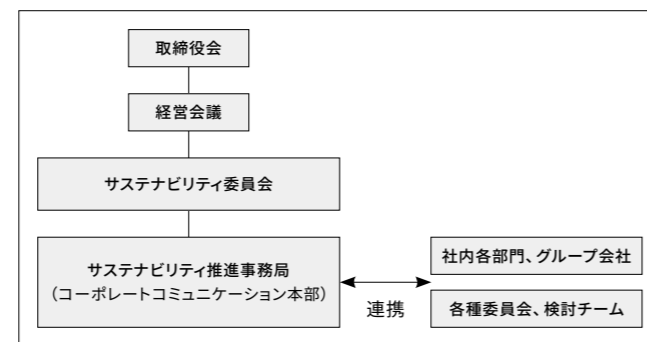 取締役会
経営会議
サステナビリティ委員会
サステナビリティ推進事務局
（コーポレートコミュニケーション本部）
連携
社内各部門、グループ会社
各種委員会、検討チーム